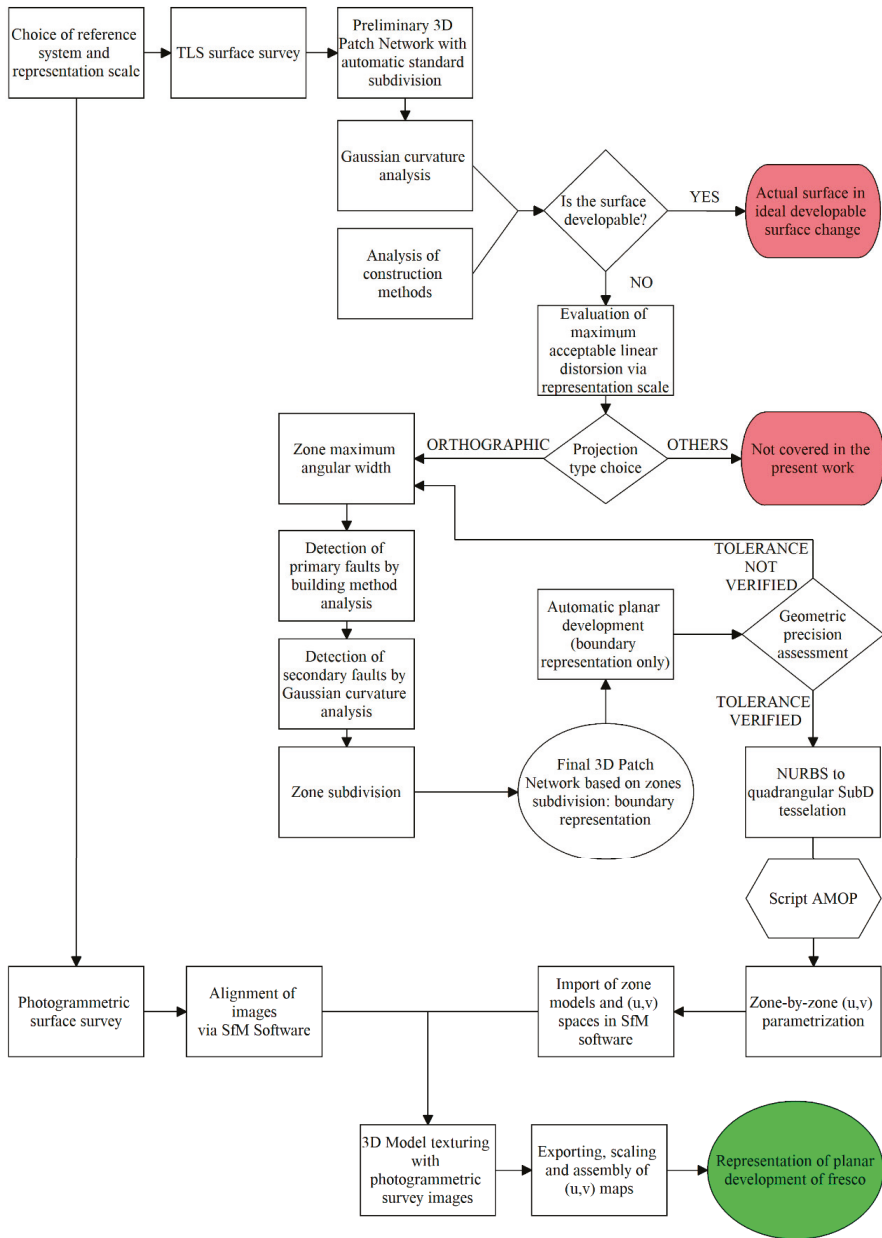 Choice of reference
system and
representation scale
TLS surface survey
Preliminary 3D
Patch Network with
automatic standard
subdivision
Gaussian curvature
analysis
Analysis of
construction
methods
Is the surface
developable?
YES
Actual surface in
ideal developable
surface change
NO
Evaluation of
maximum
acceptable linear
distorsion via
representation scale
Projection
type choice
ORTHOGRAPHIC
OTHERS
Not covered in the
present work
Zone maximum
angular width
Detection of
primary faults by
building method
analysis
Detection of
secondary faults by
Gaussian curvature
analysis
Zone subdivision
Final 3D Patch
Network based on zones
subdivision: boundary
representation
Automatic planar
development
(boundary
representation only)
TOLERANCE
NOT
VERIFIED
Geometric
precision
assessment
TOLERANCE
VERIFIED
NURBS to
quadrangular SubD
tesselation
Script AMOP
Zone-by-zone (u,v)
parametrization
Import of zone
models and (u,v)
spaces in SfM
software
Photogrammetric
surface survey
Alignment of
images
via SfM Software
3D Model texturing
with
photogrammetric
survey images
Exporting, scaling
and assembly of
(u,v) maps
Representation of planar
development of fresco